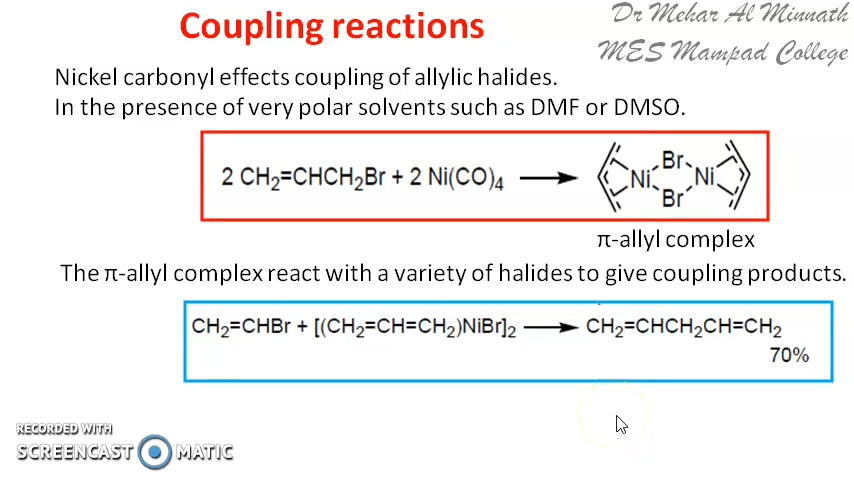 Coupling reactions
Dr Mehar Al Minnath
MES Mampad College
Nickel carbonyl effects coupling of allylic halides.
In the presence of very polar solvents such as DMF or DMSO.
2 CH₂=CHCH₂Br + 2 Ni(CO)₄
Ni Br Br Ni
π-allyl complex
The π-allyl complex react with a variety of halides to give coupling products.
CH₂=CHBr + [(CH₂=CH=CH₂)NiBr]₂ ⟶ CH₂=CHCH₂CH=CH₂
70%
RECORDED WITH
SCREENCAST MATIC